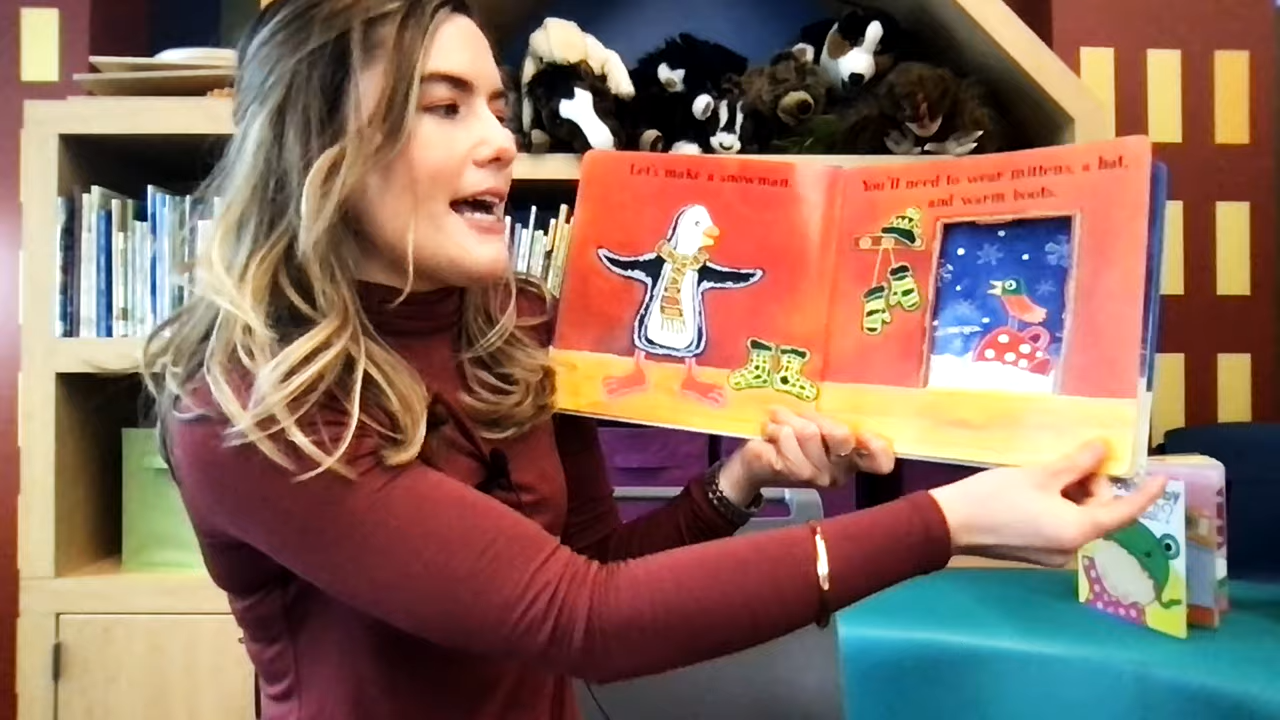 Let's make a snowman.
You'll need to wear mittens, a hat,
and warm boots.